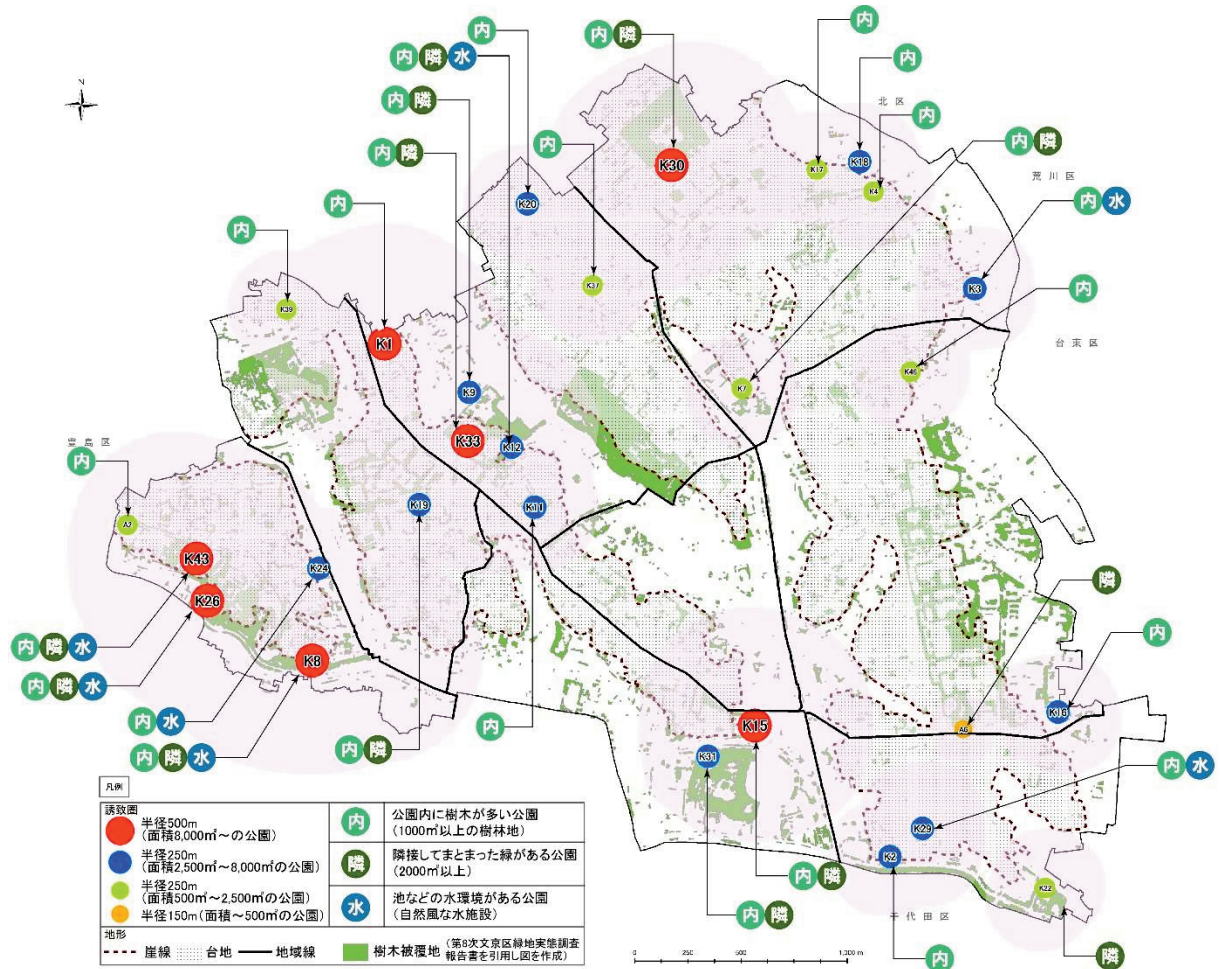 内
内 隣
内
内 隣 水
内
内 隣
北区
内
内
内 隣
内
内 隣
荒川区
K30
K17
K18
K4
内 水
K20
内
内
K37
K3
内
K39
K1
台東区
K46
K9
K7
豊島区
K33
K12
内
K19
K11
A2
K43
K24
隣
K26
内 隣 水
K8
内
内 隣 水
K16
K15
A6
内 水
内 隣
内
K31
内 水
内 隣 水
K29
K2
内 隣
K22
内 隣
千代田区
内
隣
凡例
誘致圏
半径500m
(面積8,000㎡～の公園)
半径250m
(面積2,500㎡～8,000㎡の公園)
半径250m
(面積500㎡～2,500㎡の公園)
半径150m(面積～500㎡の公園)
内 公園内に樹木が多い公園
(1000㎡以上の樹林地)
隣 隣接してまとまった緑がある公園
(2000㎡以上)
水 池などの水環境がある公園
(自然風な水施設)
地形
崖線 台地 地域線 樹木被覆地 (第8次文京区緑地実態調査
報告書を引用し図を作成)
0 250 500 1,000 m